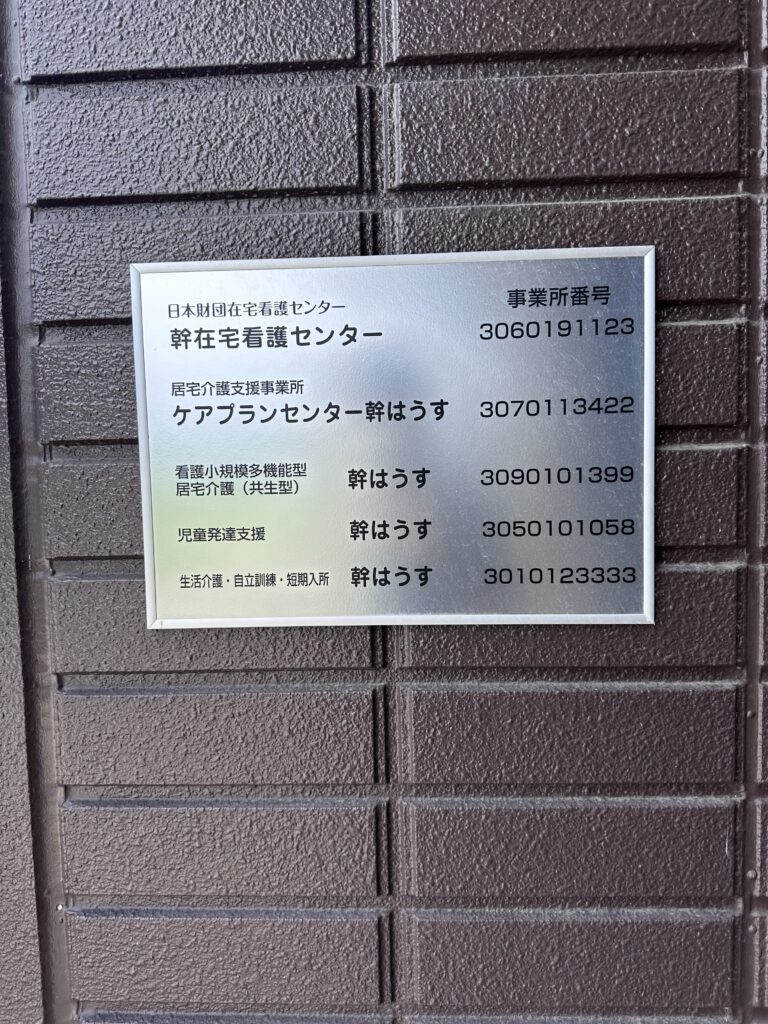 日本財団在宅看護センター 事業所番号
幹在宅看護センター 3060191123
居宅介護支援事業所
ケアプランセンター幹はうす 3070113422
看護小規模多機能型
居宅介護（共生型） 幹はうす 3090101399
児童発達支援 幹はうす 3050101058
生活介護・自立訓練・短期入所 幹はうす 3010123333